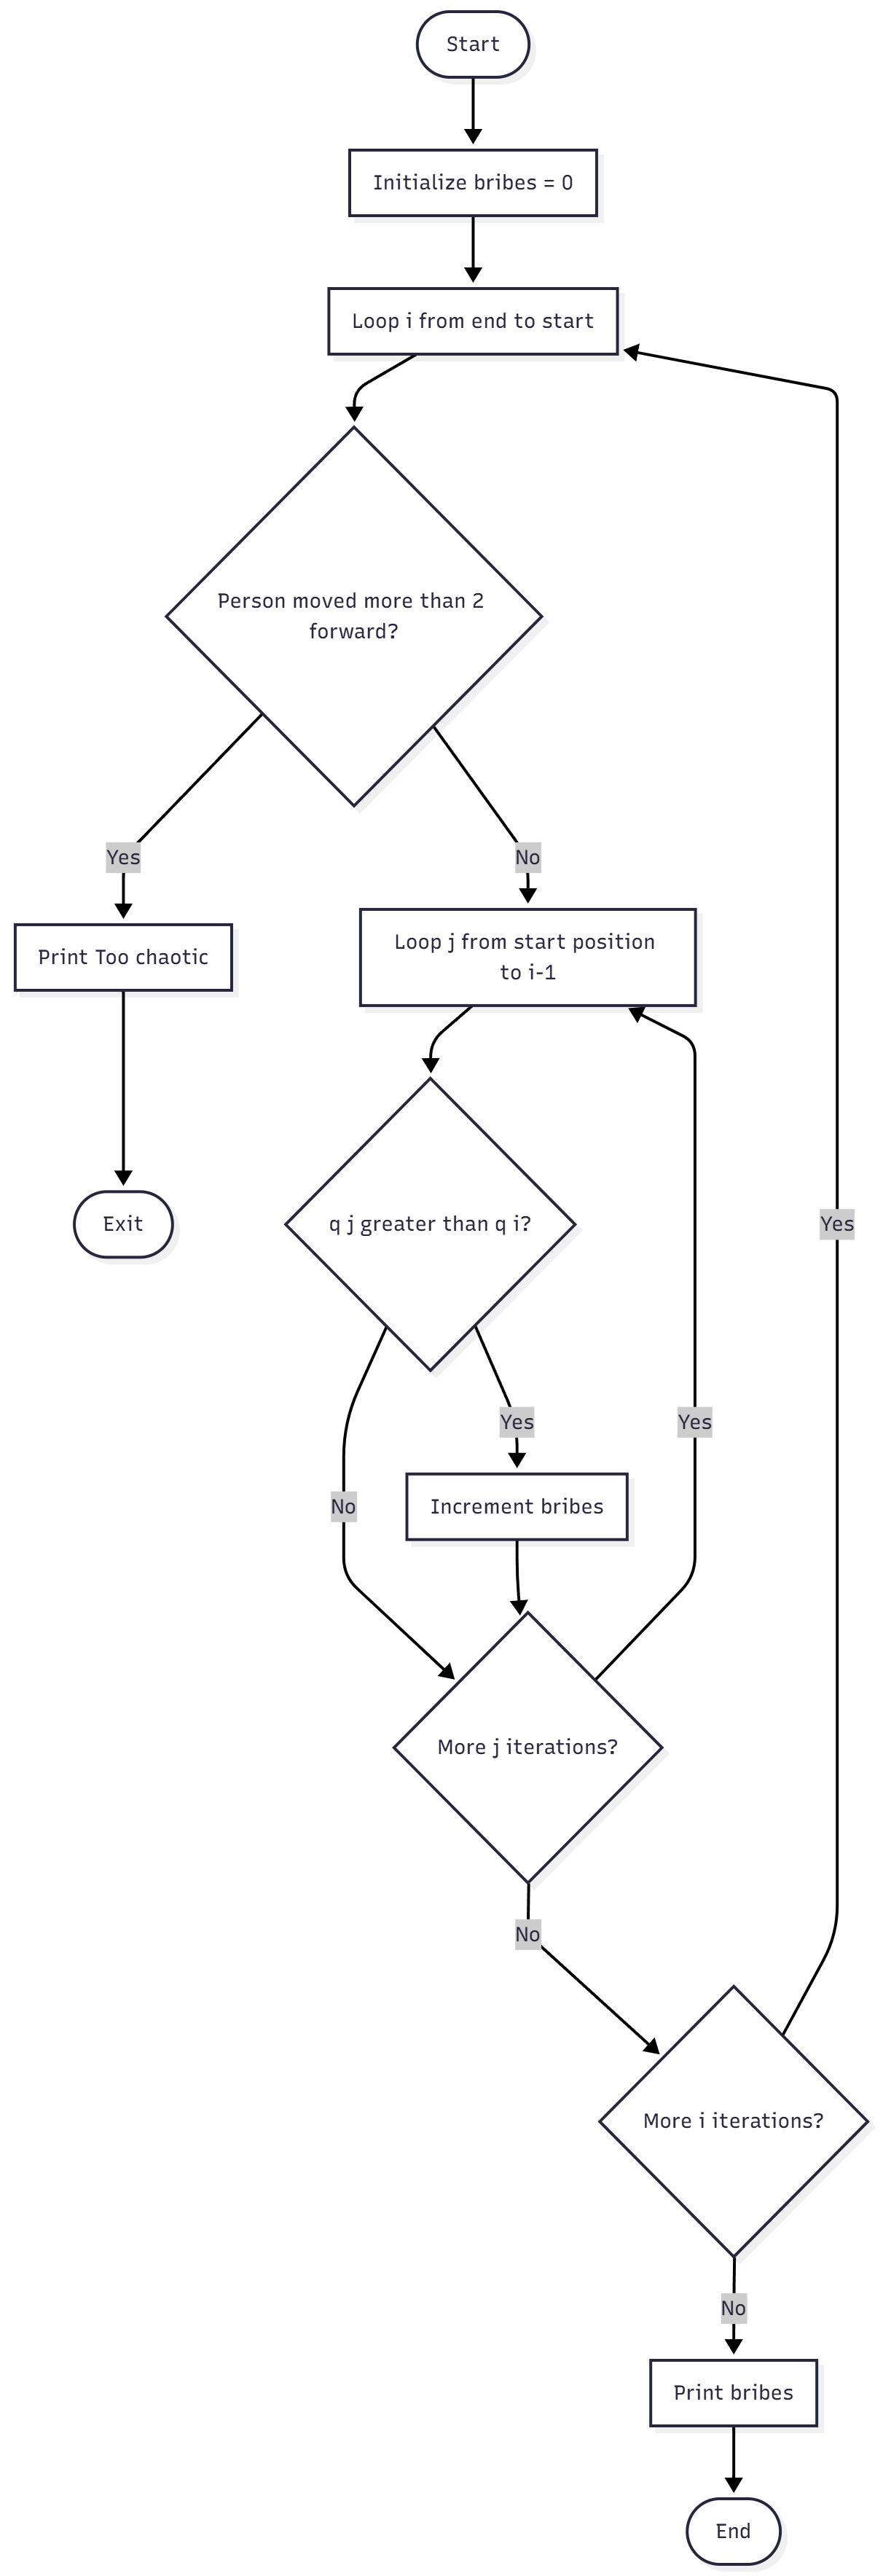 Start
Initialize bribes = 0
Loop i from end to start
Person moved more than 2
forward?
Yes
No
Print Too chaotic
Loop j from start position
to i-1
Exit
q j greater than q i?
Yes
Yes
Yes
No
Increment bribes
More j iterations?
No
More i iterations?
No
Print bribes
End